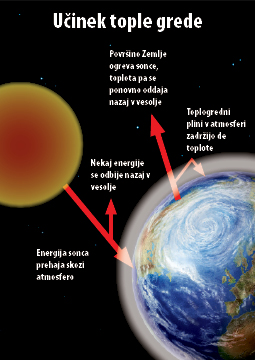 Učinek tople grede
Površino Zemlje
ogreva sonce,
toplota pa se
ponovno oddaja
nazaj v vesolje
Toplogredni
plini v atmosferi
zadržijo de
toplote
Nekaj energije
se odbije nazaj v
vesolje
Energija sonca
prehaja skozi
atmosfero